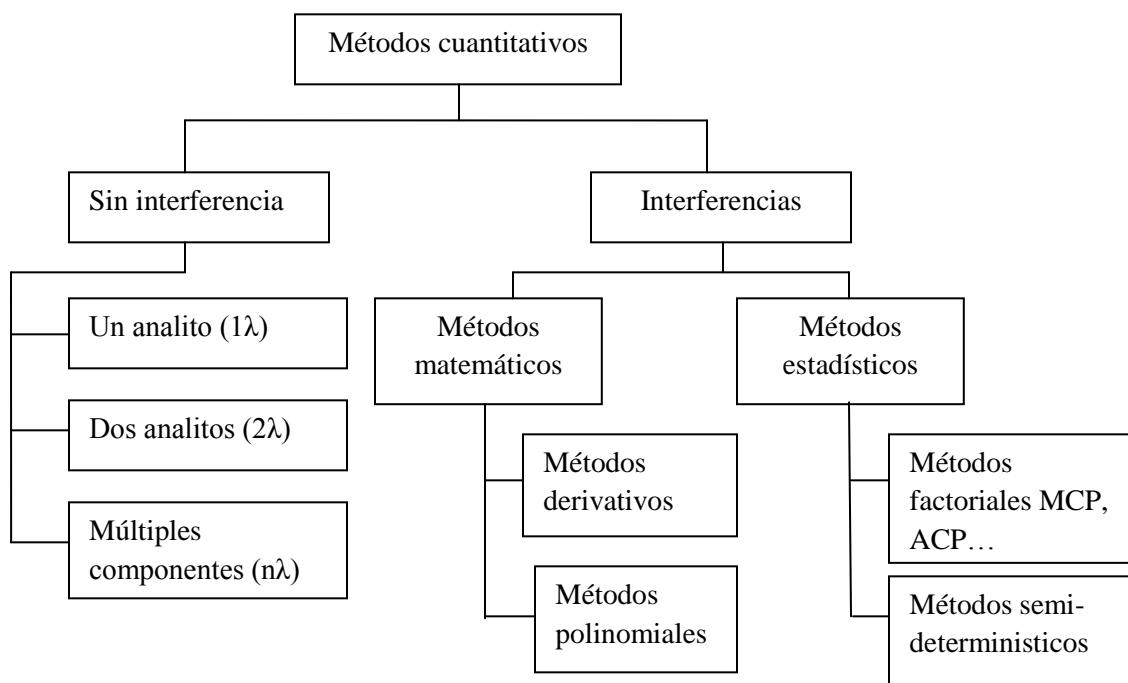 Métodos cuantitativos
Sin interferencia
Interferencias
Un analito (1λ)
Dos analitos (2λ)
Múltiples
componentes (nλ)
Métodos
matemáticos
Métodos
derivativos
Métodos
polinomiales
Métodos
estadísticos
Métodos
factoriales MCP,
ACP…
Métodos semi-
deterministicos